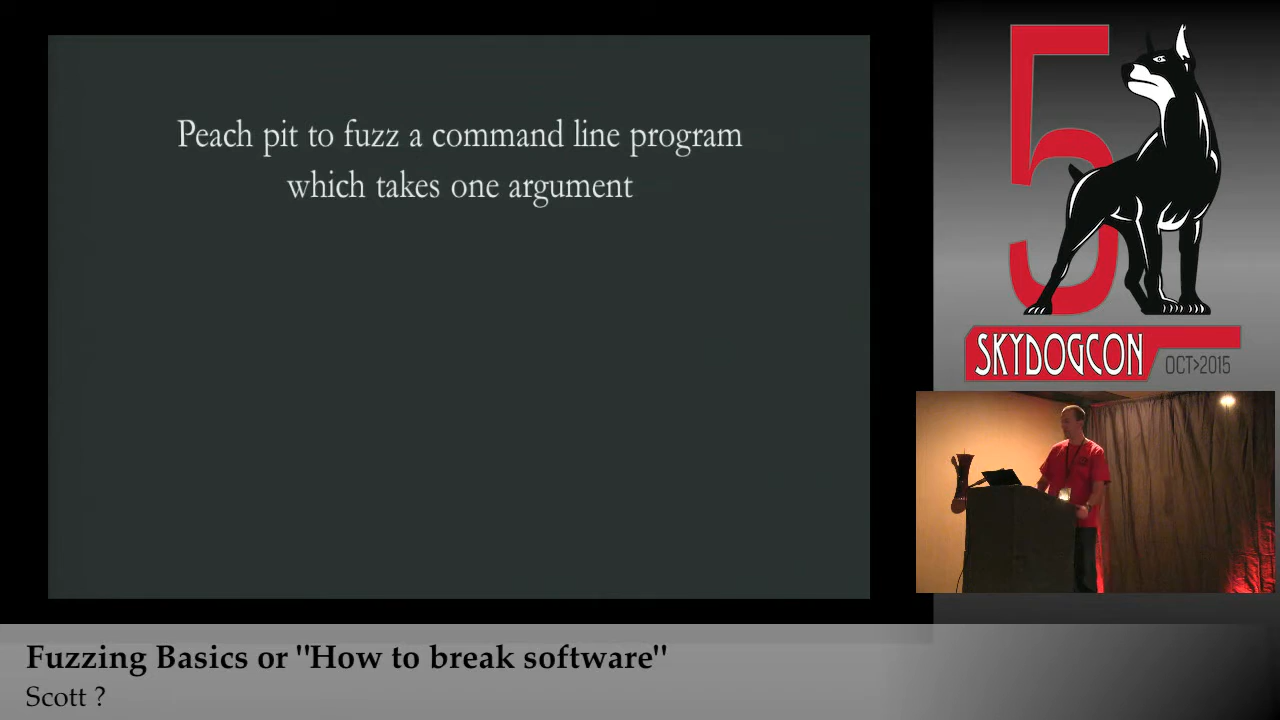 Peach pit to fuzz a command line program
which takes one argument
5
SKYDOGCON
OCT>2015
Fuzzing Basics or "How to break software"
Scott ?